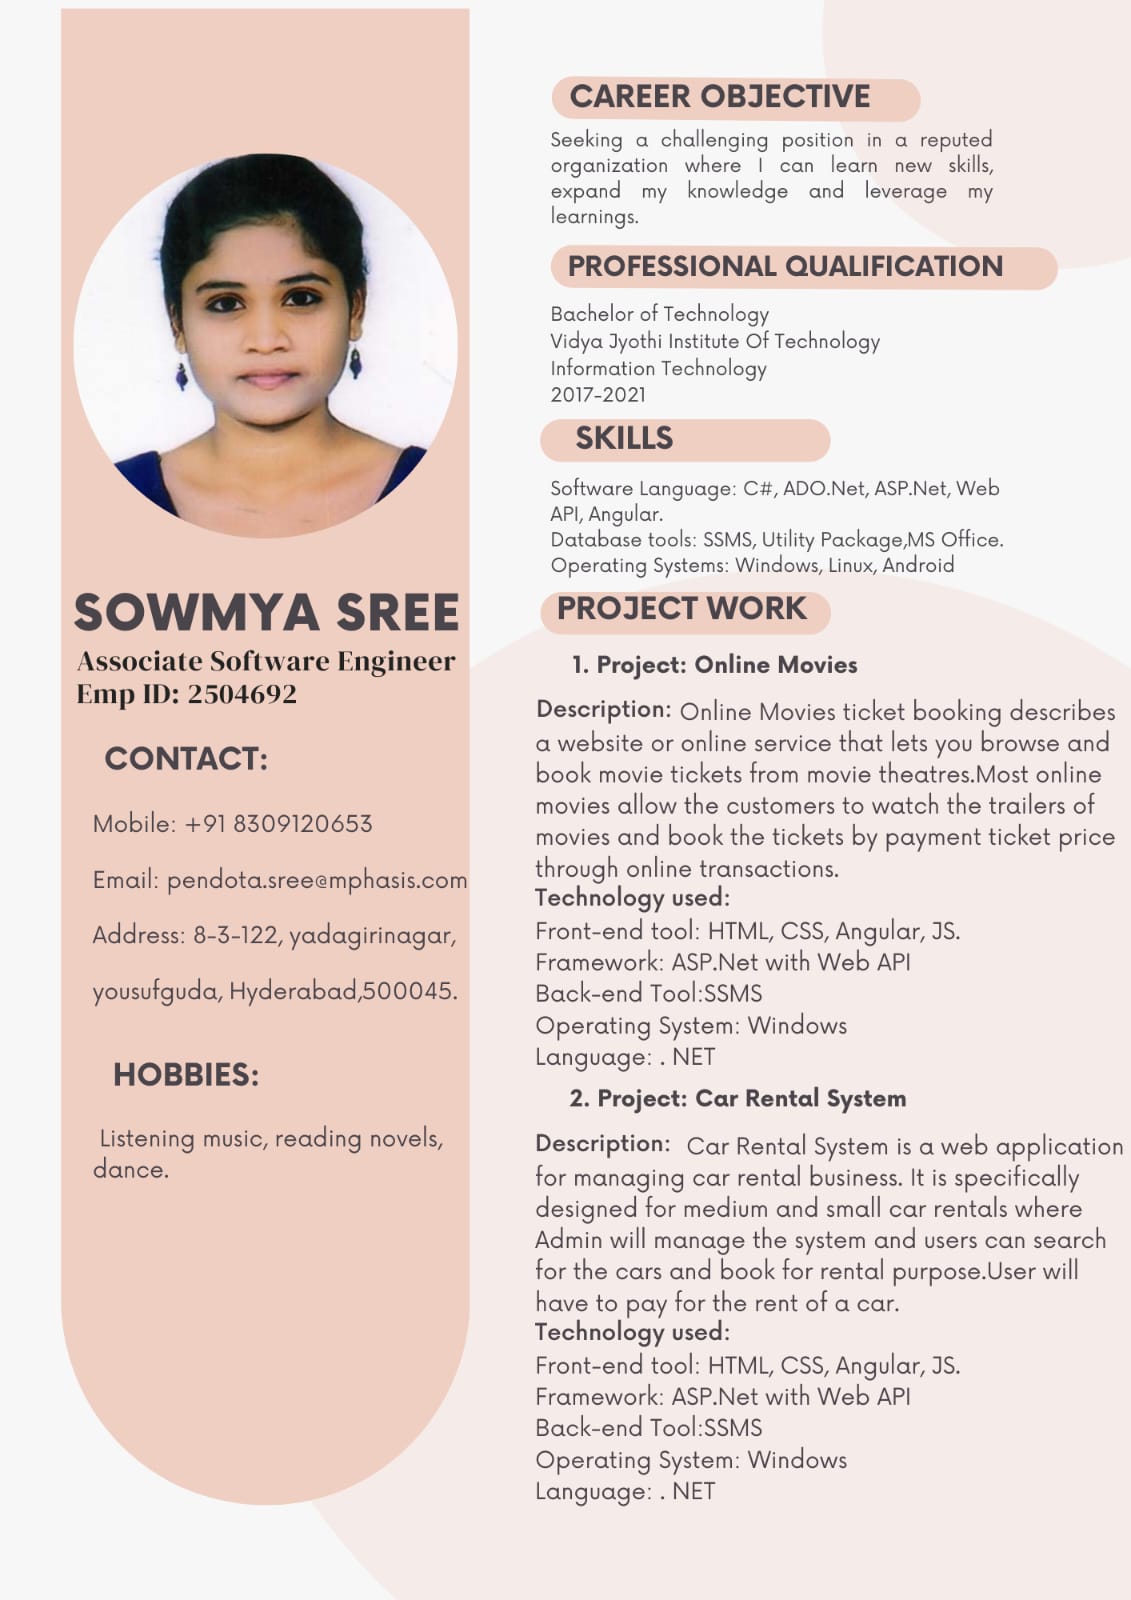 SOWMYA SREE
Associate Software Engineer
Emp ID: 2504692
CONTACT:
Mobile: +91 8309120653
Email: pendota.sree@mphasis.com
Address: 8-3-122, yadagirinagar,
yousufguda, Hyderabad,500045.
HOBBIES:
Listening music, reading novels,
dance.
CAREER OBJECTIVE
Seeking a challenging position in a reputed
organization where I can learn new skills,
expand my knowledge and leverage my
learnings.
PROFESSIONAL QUALIFICATION
Bachelor of Technology
Vidya Jyothi Institute Of Technology
Information Technology
2017-2021
SKILLS
Software Language: C#, ADO.Net, ASP.Net, Web
API, Angular.
Database tools: SSMS, Utility Package,MS Office.
Operating Systems: Windows, Linux, Android
PROJECT WORK
1. Project: Online Movies
Description: Online Movies ticket booking describes
a website or online service that lets you browse and
book movie tickets from movie theatres.Most online
movies allow the customers to watch the trailers of
movies and book the tickets by payment ticket price
through online transactions.
Technology used:
Front-end tool: HTML, CSS, Angular, JS.
Framework: ASP.Net with Web API
Back-end Tool:SSMS
Operating System: Windows
Language: . NET
2. Project: Car Rental System
Description: Car Rental System is a web application
for managing car rental business. It is specifically
designed for medium and small car rentals where
Admin will manage the system and users can search
for the cars and book for rental purpose.User will
have to pay for the rent of a car.
Technology used:
Front-end tool: HTML, CSS, Angular, JS.
Framework: ASP.Net with Web API
Back-end Tool:SSMS
Operating System: Windows
Language: . NET